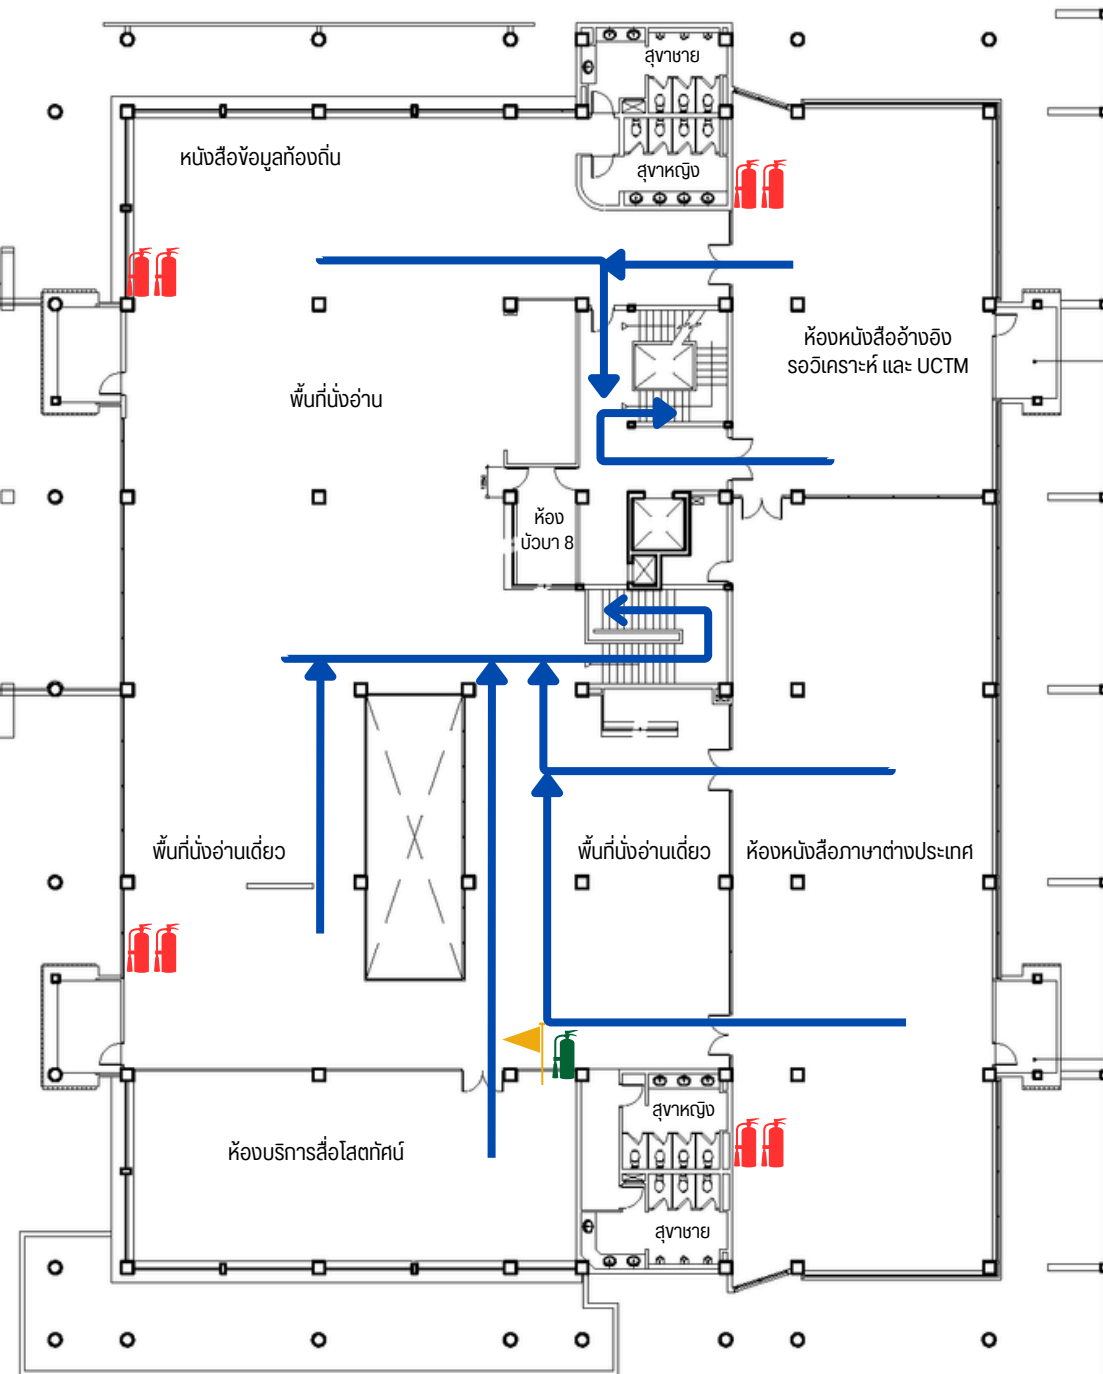 สุขาชาย
หนังสือข้อมูลท้องถิ่น
สุขาหญิง
ห้องหนังสืออ้างอิง
รอวิเคราะห์ และ UCTM
พื้นที่นั่งอ่าน
ห้อง
บัวบา 8
พื้นที่นั่งอ่านเดี่ยว
พื้นที่นั่งอ่านเดี่ยว
ห้องหนังสือภาษาต่างประเทศ
สุขาหญิง
ห้องบริการสื่อโสตทัศน์
สุขาชาย